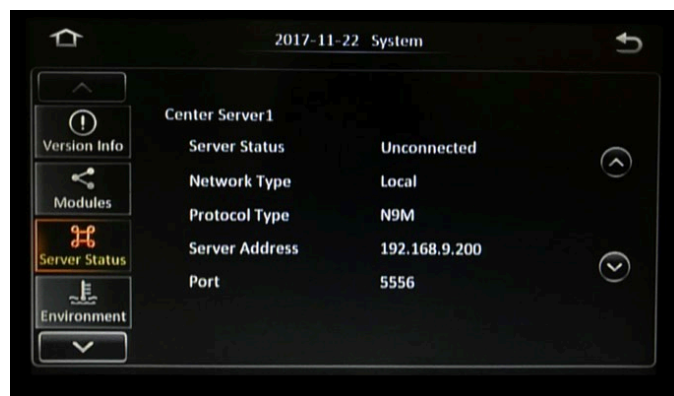 2017-11-22 System
Version Info
Modules
Server Status
Environment
Center Server1
Server Status Unconnected
Network Type Local
Protocol Type N9M
Server Address 192.168.9.200
Port 5556